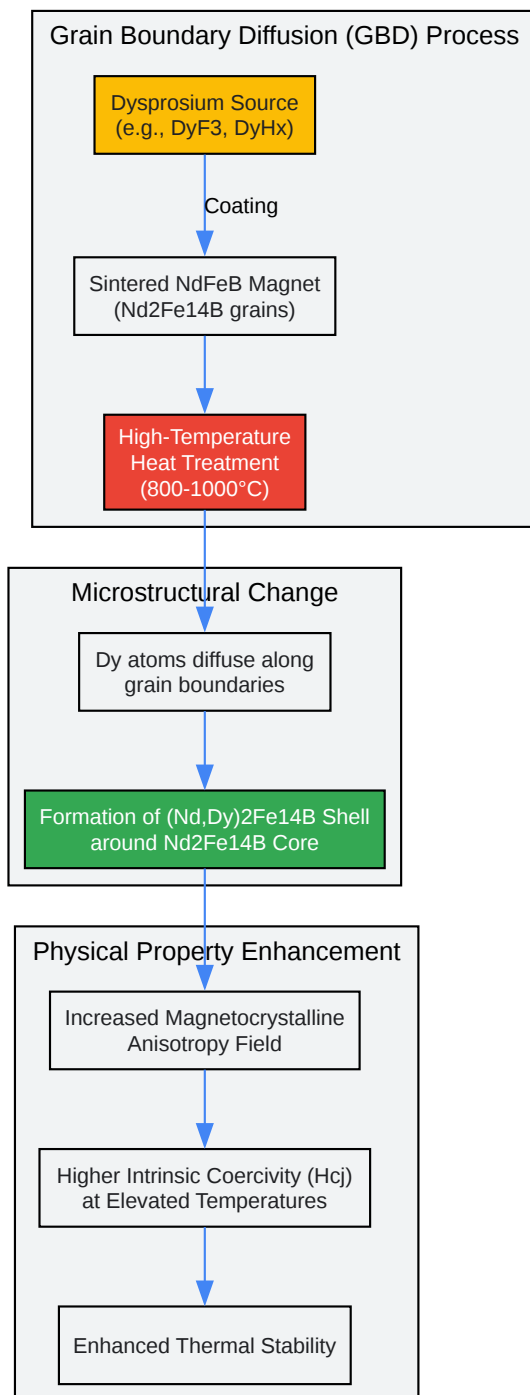 Grain Boundary Diffusion (GBD) Process
Dysprosium Source
(e.g., DyF3, DyHx)
Coating
Sintered NdFeB Magnet
(Nd2Fe14B grains)
High-Temperature
Heat Treatment
(800-1000°C)
Microstructural Change
Dy atoms diffuse along
grain boundaries
Formation of (Nd,Dy)2Fe14B Shell
around Nd2Fe14B Core
Physical Property Enhancement
Increased Magnetocrystalline
Anisotropy Field
Higher Intrinsic Coercivity (Hcj)
at Elevated Temperatures
Enhanced Thermal Stability